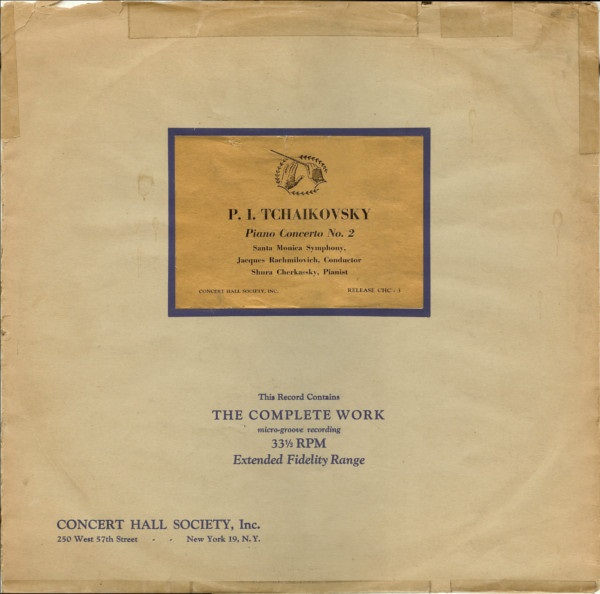 P. I. TCHAIKOVSKY
Piano Concerto No. 2
Santa Monica Symphony,
Jacques Rachmilovich, Conductor
Shura Cherkassky, Pianist
CONCERT HALL SOCIETY, INC. RELEASE CHC - 1
This Record Contains
THE COMPLETE WORK
micro-groove recording
33⅓ RPM
Extended Fidelity Range
CONCERT HALL SOCIETY, Inc.
250 West 57th Street · · New York 19, N.Y.